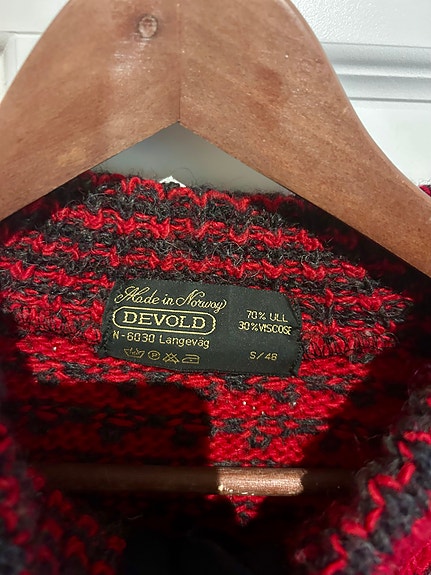 Made in Norway
DEVOLD
N-6030 Langevåg
70% ULL
30% VISCOSE
S/48